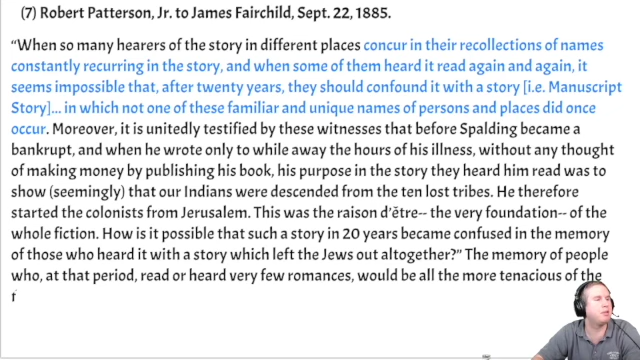 (7) Robert Patterson, Jr. to James Fairchild, Sept. 22, 1885.
“When so many hearers of the story in different places concur in their recollections of names
constantly recurring in the story, and when some of them heard it read again and again, it
seems impossible that, after twenty years, they should confound it with a story [i.e. Manuscript
Story]... in which not one of these familiar and unique names of persons and places did once
occur. Moreover, it is unitedly testified by these witnesses that before Spalding became a
bankrupt, and when he wrote only to while away the hours of his illness, without any thought
of making money by publishing his book, his purpose in the story they heard him read was to
show (seemingly) that our Indians were descended from the ten lost tribes. He therefore
started the colonists from Jerusalem. This was the raison d’ětre-- the very foundation-- of the
whole fiction. How is it possible that such a story in 20 years became confused in the memory
of those who heard it with a story which left the Jews out altogether?” The memory of people
who, at that period, read or heard very few romances, would be all the more tenacious of the